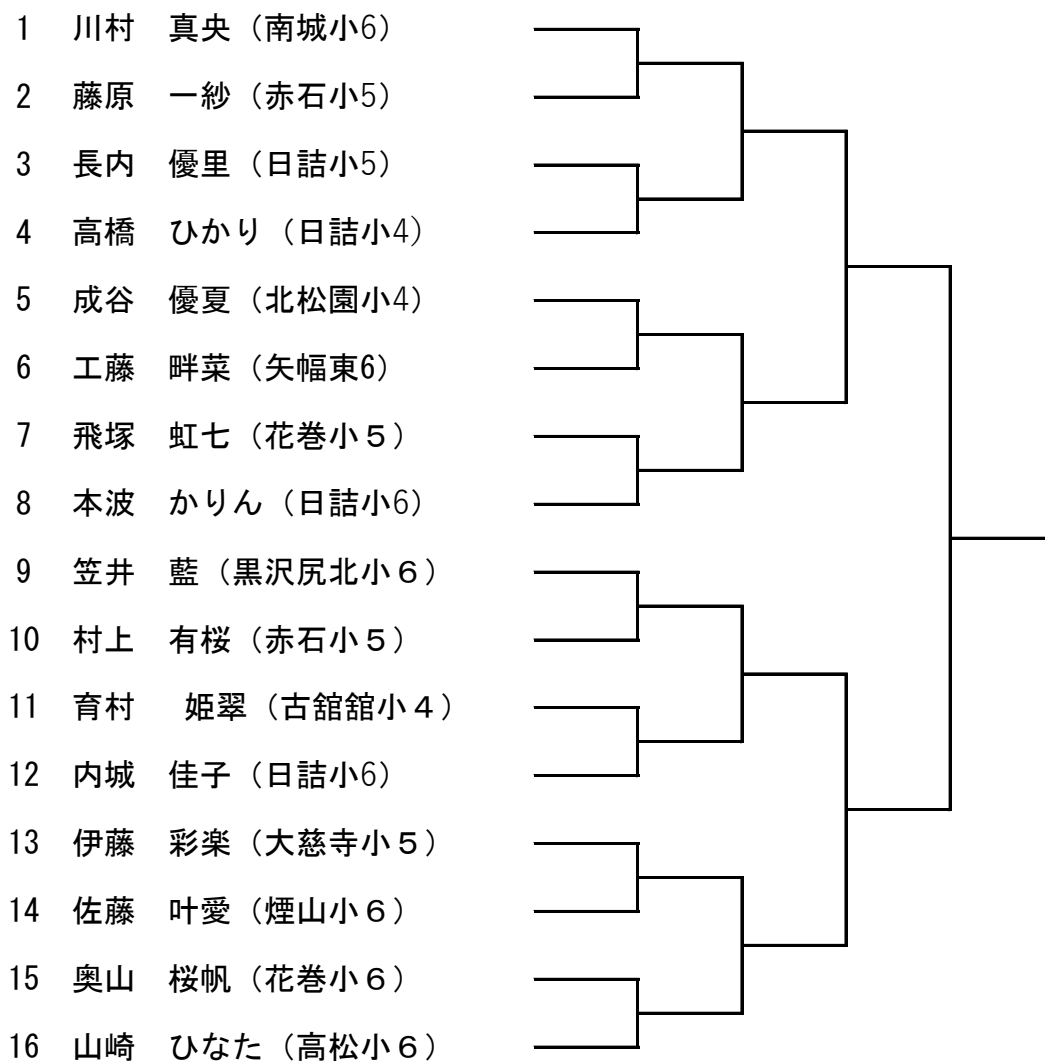 1 川村 真央（南城小6）
2 藤原 一紗（赤石小5）
3 長内 優里（日詰小5）
4 高橋 ひかり（日詰小4）
5 成谷 優夏（北松園小4）
6 工藤 畔菜（矢幅東6）
7 飛塚 虹七（花巻小５）
8 本波 かりん（日詰小6）
9 笠井 藍（黒沢尻北小６）
10 村上 有桜（赤石小５）
11 育村 姫翠（古舘舘小４）
12 内城 佳子（日詰小6）
13 伊藤 彩楽（大慈寺小５）
14 佐藤 叶愛（煙山小６）
15 奥山 桜帆（花巻小６）
16 山崎 ひなた（高松小６）